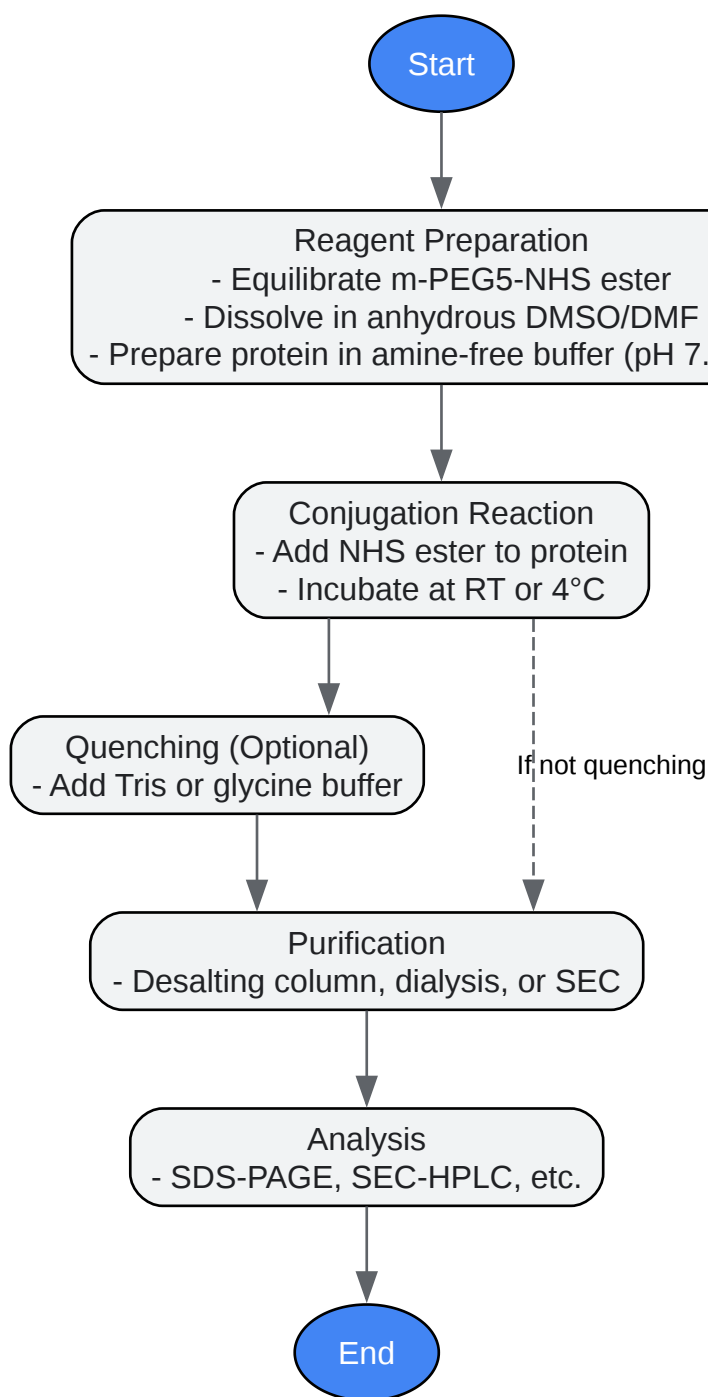 Start
Reagent Preparation
- Equilibrate m-PEG5-NHS ester
- Dissolve in anhydrous DMSO/DMF
- Prepare protein in amine-free buffer (pH 7.
Conjugation Reaction
- Add NHS ester to protein
- Incubate at RT or 4°C
Quenching (Optional)
- Add Tris or glycine buffer
If not quenching
Purification
- Desalting column, dialysis, or SEC
Analysis
- SDS-PAGE, SEC-HPLC, etc.
End